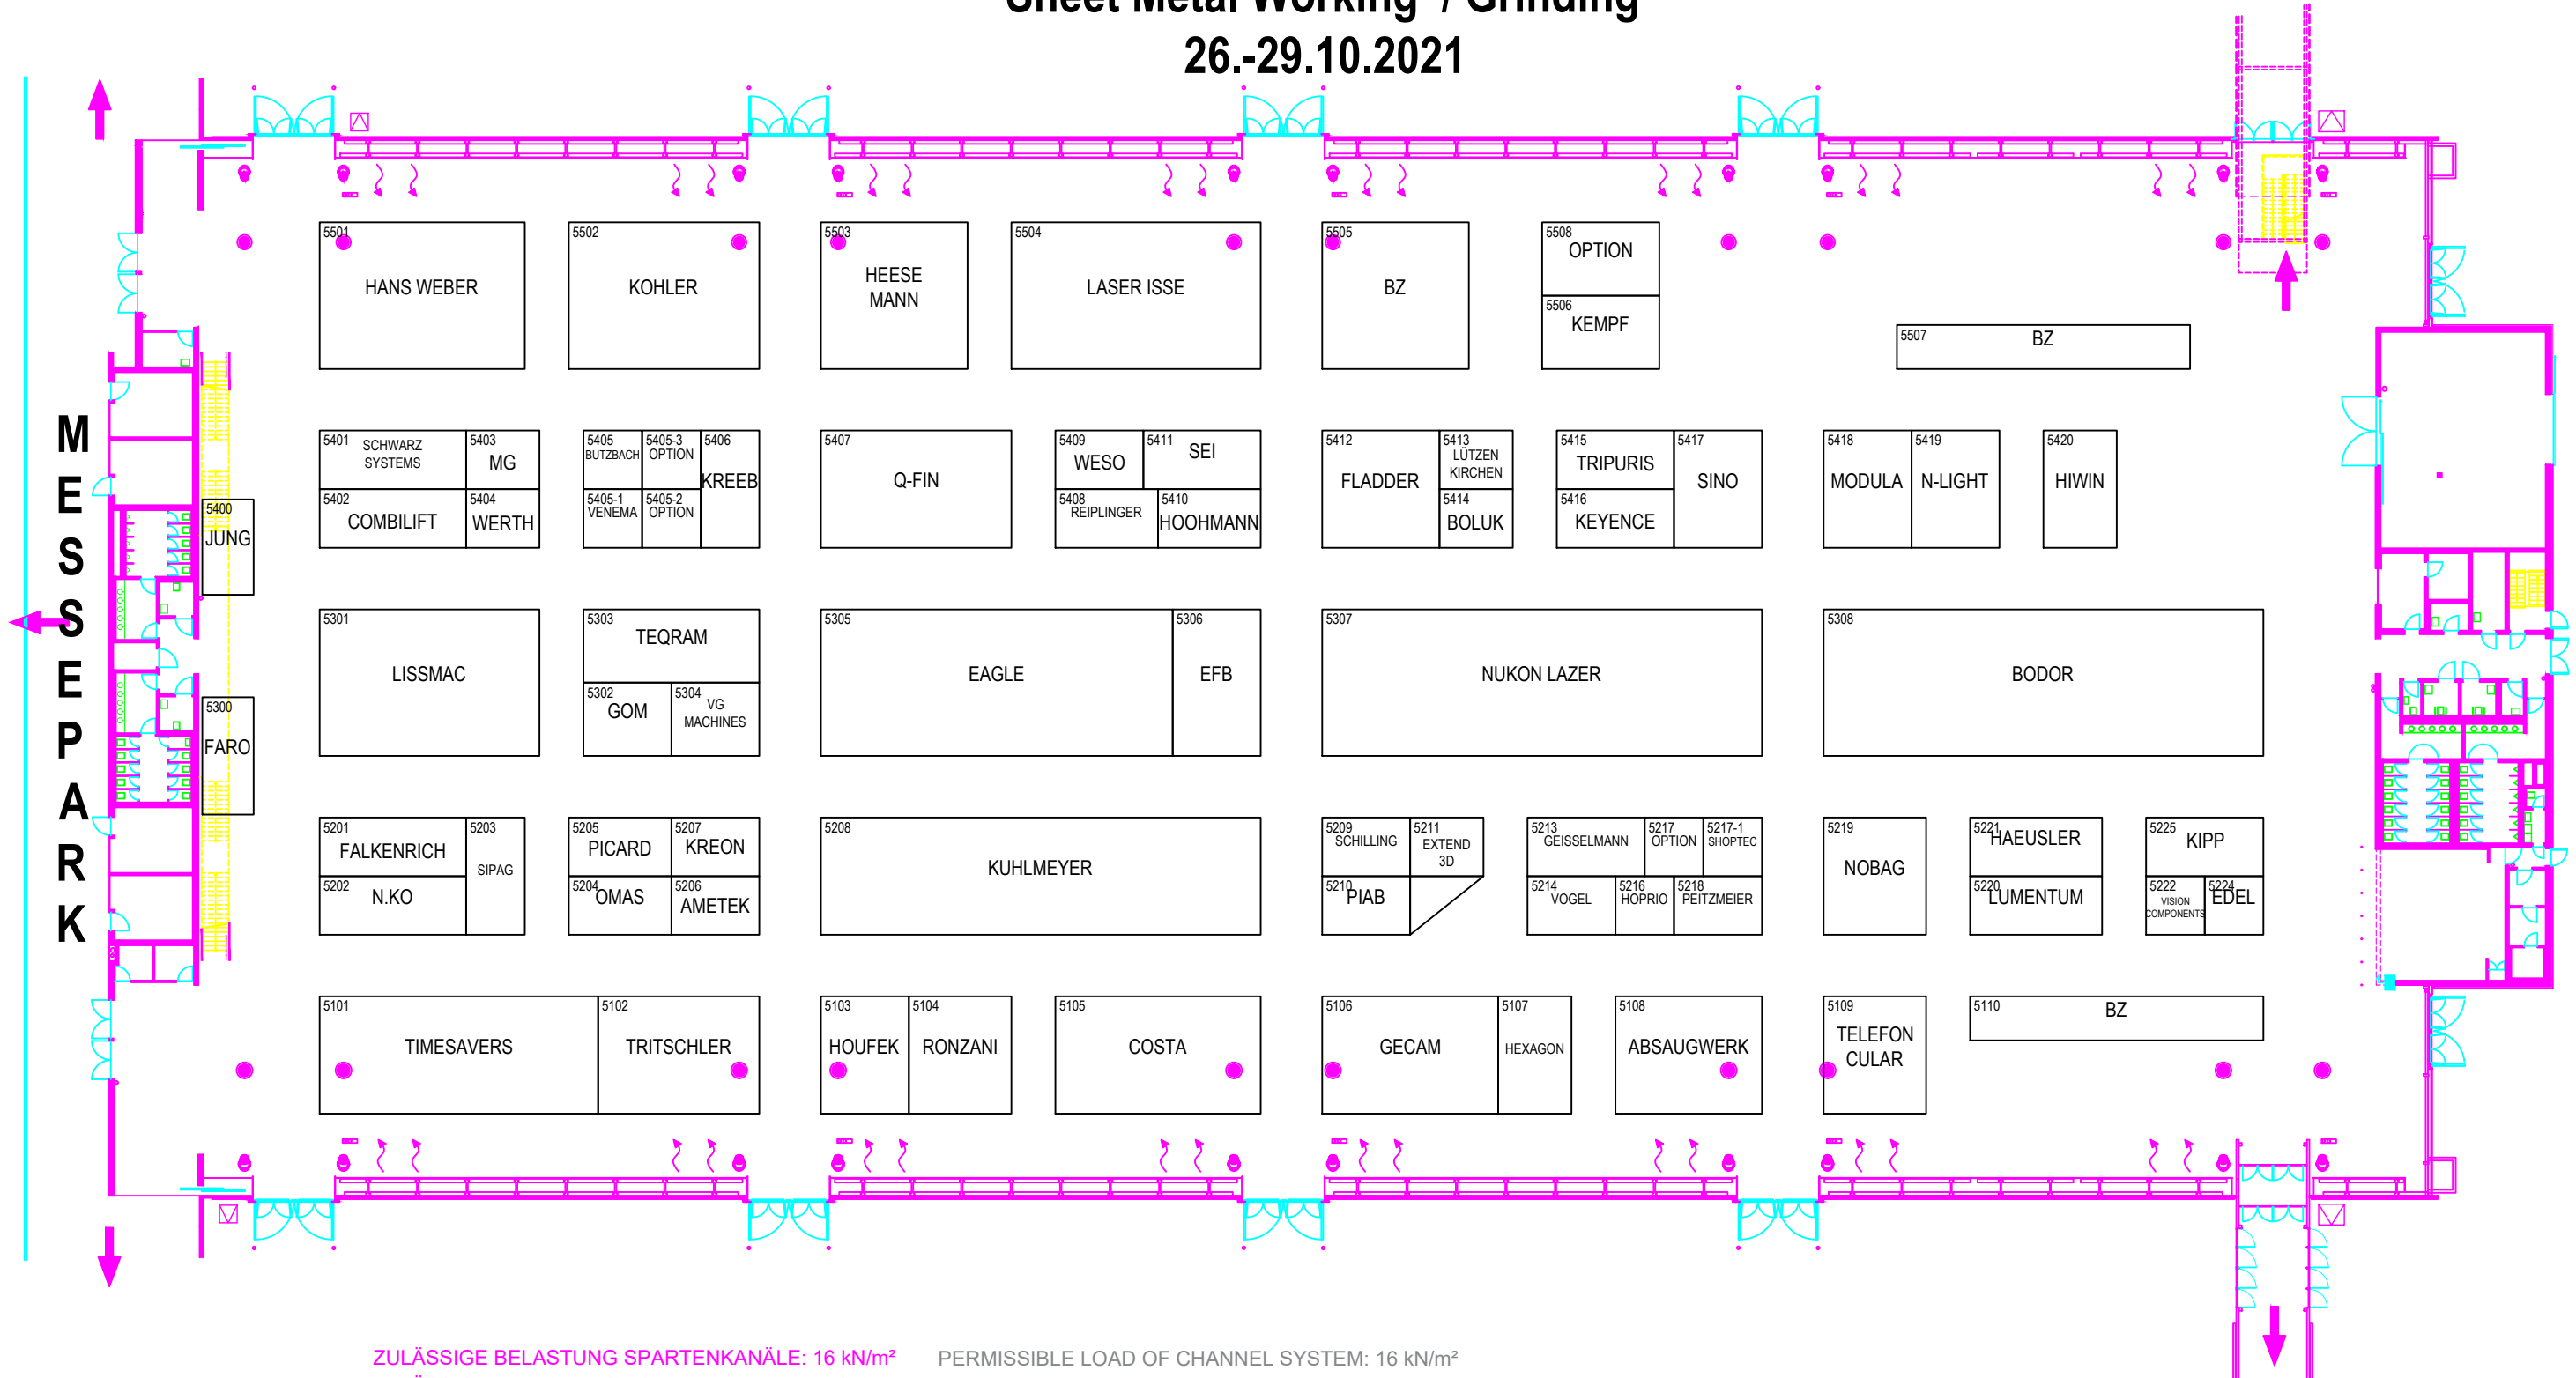 Sheet Metal Working / Grinding
26.-29.10.2021
MESSEPARK
5501
HANS WEBER
5502
KOHLER
5503
HEESE
MANN
5504
LASER ISSE
5505
BZ
5508
OPTION
5506
KEMPF
5507
BZ
5401
SCHWARZ
SYSTEMS
5403
MG
5402
COMBILIFT
5404
WERTH
5405
BUTZBACH
5405-3
OPTION
5406
KREEB
5405-1
VENEMA
5405-2
OPTION
5407
Q-FIN
5409
WESO
5411
SEI
5408
REIPLINGER
5410
HOOHMANN
5412
FLADDER
5413
LÜTZEN
KIRCHEN
5414
BOLUK
5415
TRIPURIS
5416
KEYENCE
5417
SINO
5418
MODULA
5419
N-LIGHT
5420
HIWIN
5400
JUNG
5301
LISSMAC
5303
TEQRAM
5302
GOM
5304
VG
MACHINES
5305
EAGLE
5306
EFB
5307
NUKON LAZER
5308
BODOR
5300
FARO
5201
FALKENRICH
5203
SIPAG
5202
N.KO
5205
PICARD
5207
KREON
5204
OMAS
5206
AMETEK
5208
KUHLMEYER
5209
SCHILLING
5211
EXTEND
3D
5210
PIAB
5213
GEISSELMANN
5217
OPTION
5217-1
SHOPTEC
5214
VOGEL
5216
HOPRIO
5218
PEITZMEIER
5219
NOBAG
5221
HAEUSLER
5220
LUMENTUM
5225
KIPP
5222
VISION
COMPONENTS
5224
EDEL
5101
TIMESAVERS
5102
TRITSCHLER
5103
HOUFEK
5104
RONZANI
5105
COSTA
5106
GECAM
5107
HEXAGON
5108
ABSAUGWERK
5109
TELEFON
CULAR
5110
BZ
ZULÄSSIGE BELASTUNG SPARTENKANÄLE: 16 kN/m² PERMISSIBLE LOAD OF CHANNEL SYSTEM: 16 kN/m²